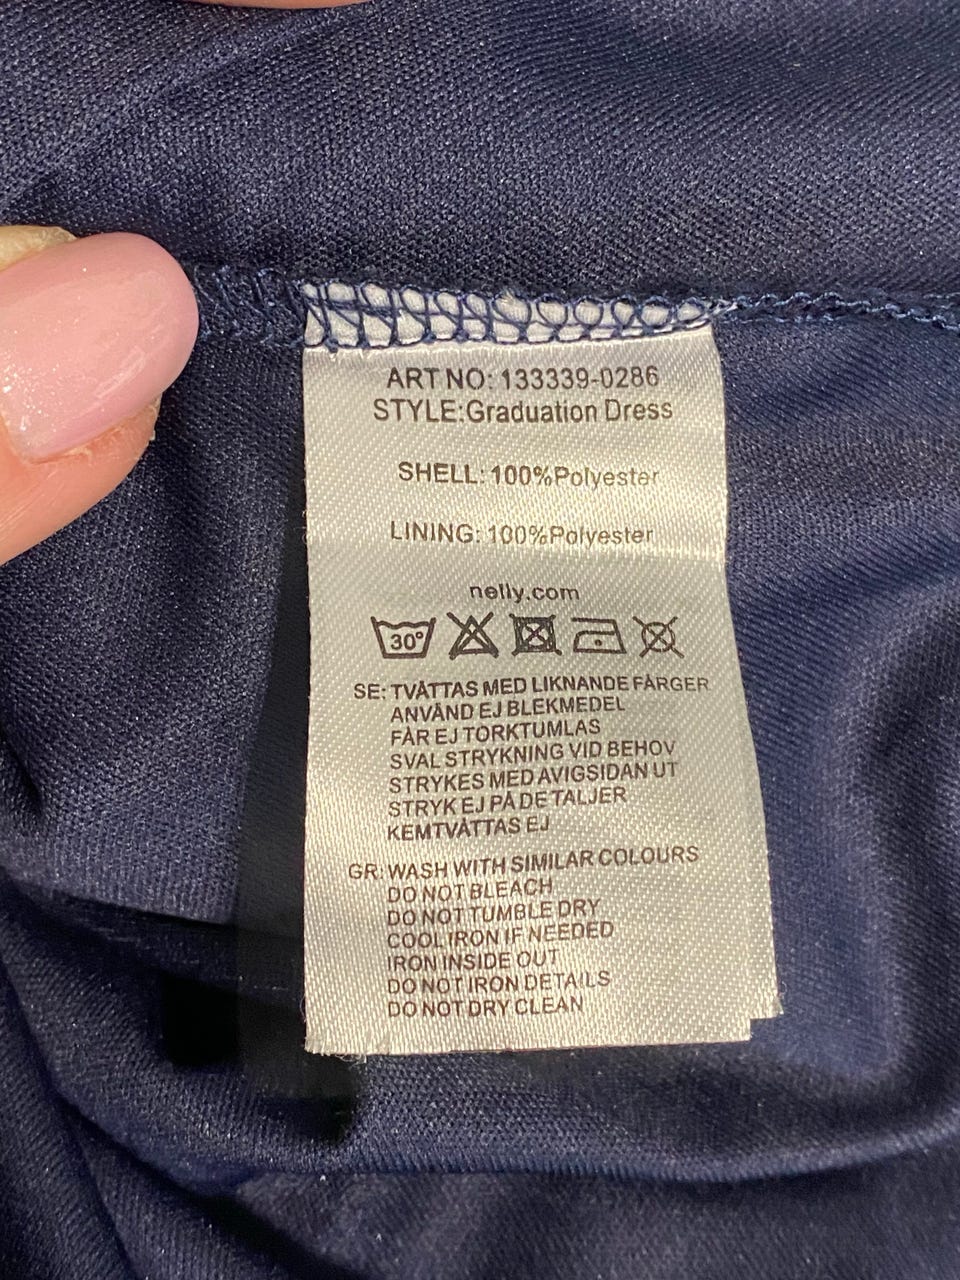 ART NO: 133339-0286
STYLE:Graduation Dress
SHELL: 100%Polyester
LINING: 100%Polyester
nelly.com
30°
SE: TVÄTTAS MED LIKNANDE FÄRGER
ANVÄND EJ BLEKMEDEL
FÅR EJ TORKTUMLAS
SVAL STRYKNING VID BEHOV
STRYKES MED AVIGSIDAN UT
STRYK EJ PÅ DETALJER
KEMTVÄTTAS EJ
GR: WASH WITH SIMILAR COLOURS
DO NOT BLEACH
DO NOT TUMBLE DRY
COOL IRON IF NEEDED
IRON INSIDE OUT
DO NOT IRON DETAILS
DO NOT DRY CLEAN